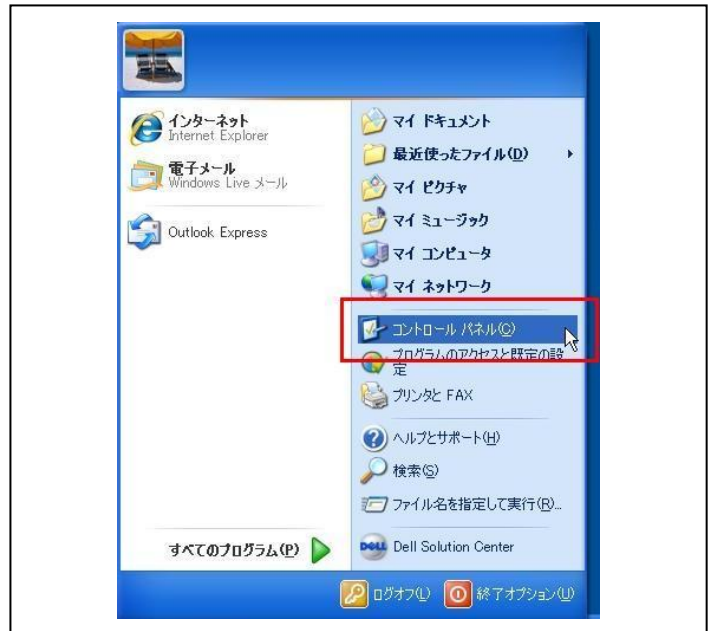 インターネット
Internet Explorer
電子メール
Windows Live メール
Outlook Express
すべてのプログラム(P)
マイ ドキュメント
最近使ったファイル(D)
マイ ピクチャ
マイ ミュージック
マイ コンピュータ
マイ ネットワーク
コントロール パネル(C)
プログラムのアクセスと既定の設
定
プリンタと FAX
ヘルプとサポート(H)
検索(S)
ファイル名を指定して実行(R)...
DELL Dell Solution Center
ログオフ(L) 終了オプション(U)